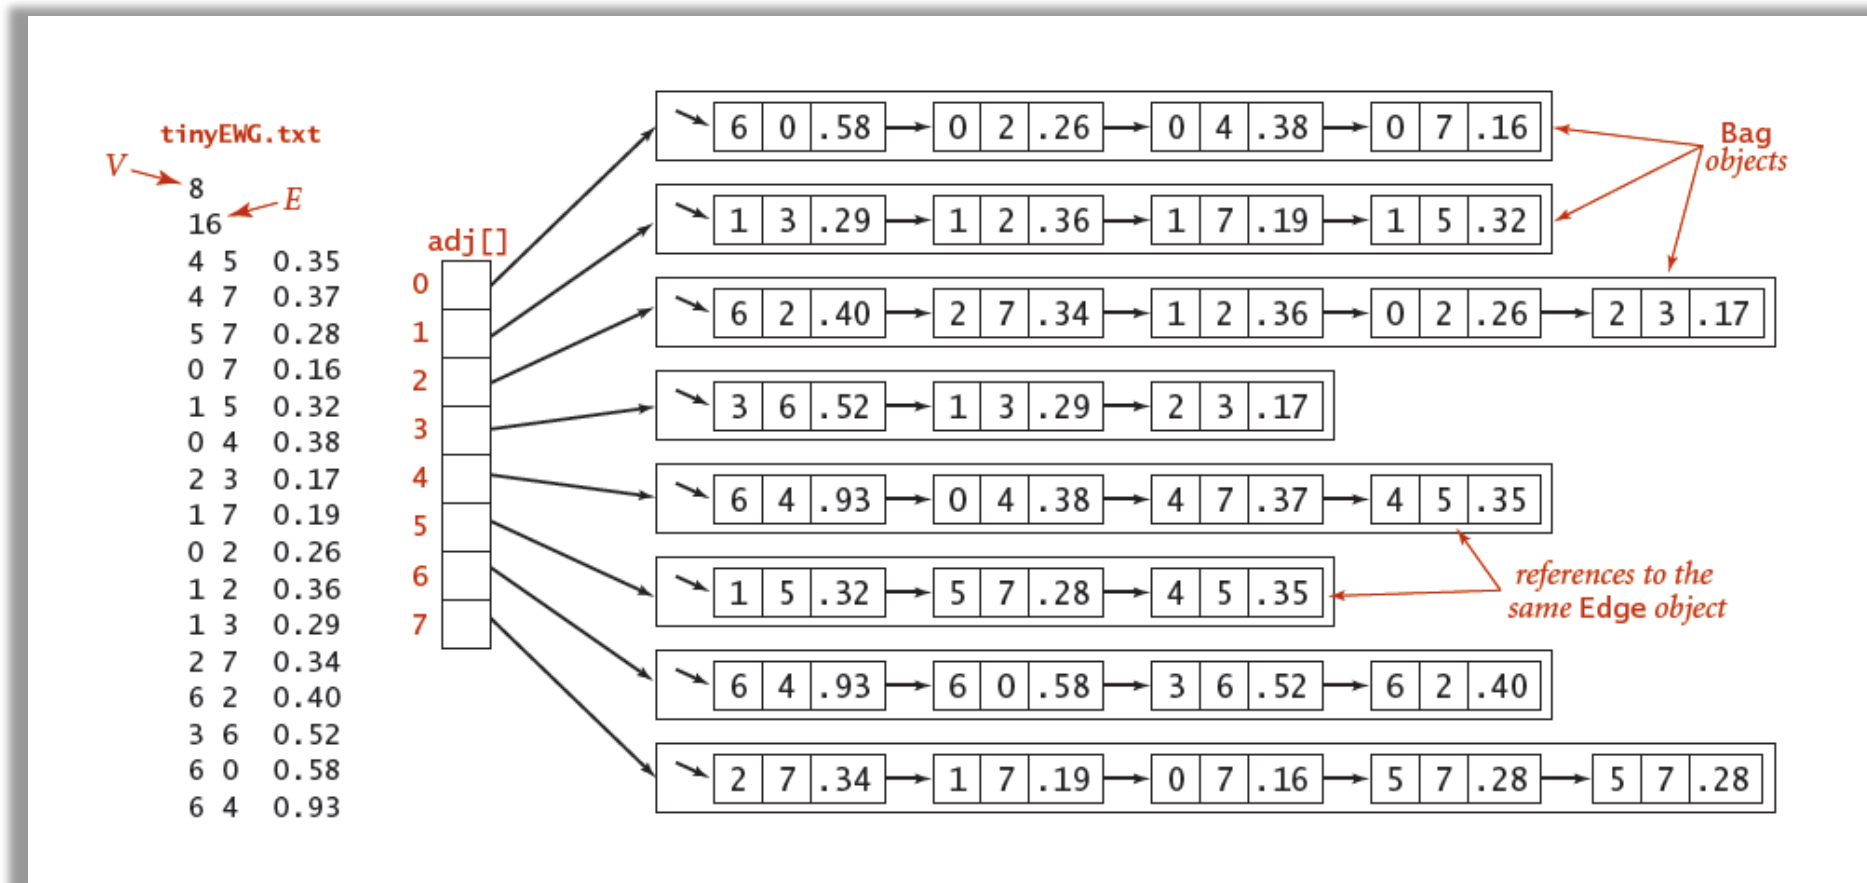 tinyEWG.txt
V
8
E
16
4 5 0.35
4 7 0.37
5 7 0.28
0 7 0.16
1 5 0.32
0 4 0.38
2 3 0.17
1 7 0.19
0 2 0.26
1 2 0.36
1 3 0.29
2 7 0.34
6 2 0.40
3 6 0.52
6 0 0.58
6 4 0.93
adj[]
0
1
2
3
4
5
6
7
6 0 .58 0 2 .26 0 4 .38 0 7 .16
1 3 .29 1 2 .36 1 7 .19 1 5 .32
6 2 .40 2 7 .34 1 2 .36 0 2 .26 2 3 .17
3 6 .52 1 3 .29 2 3 .17
6 4 .93 0 4 .38 4 7 .37 4 5 .35
1 5 .32 5 7 .28 4 5 .35
6 4 .93 6 0 .58 3 6 .52 6 2 .40
2 7 .34 1 7 .19 0 7 .16 5 7 .28 5 7 .28
Bag
objects
references to the
same Edge object